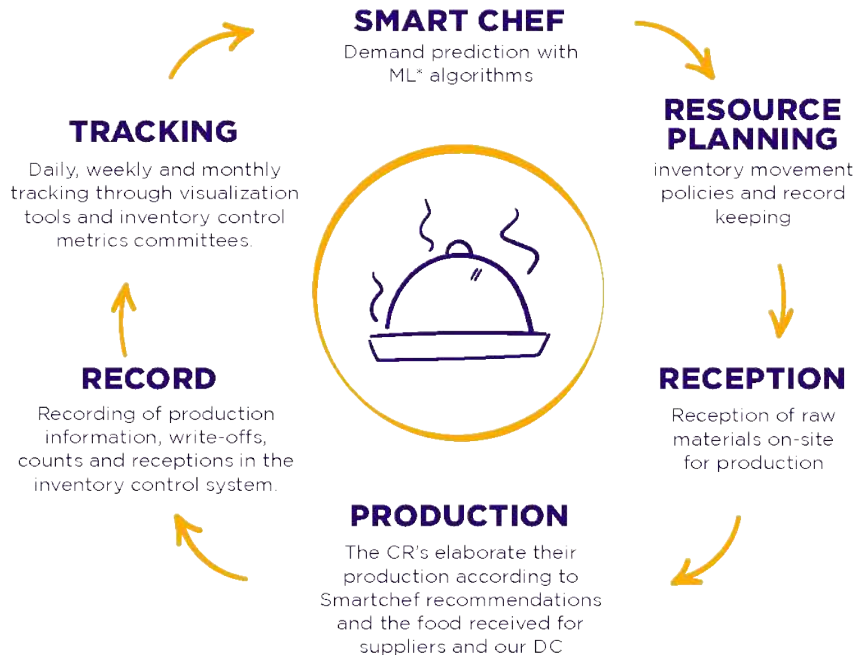 SMART CHEF
Demand prediction with
ML* algorithms
RESOURCE
PLANNING
inventory movement
policies and record
keeping
RECEPTION
Reception of raw
materials on-site
for production
PRODUCTION
The CR's elaborate their
production according to
Smartchef recommendations
and the food received for
suppliers and our DC
RECORD
Recording of production
information, write-offs,
counts and receptions in the
inventory control system.
TRACKING
Daily, weekly and monthly
tracking through visualization
tools and inventory control
metrics committees.